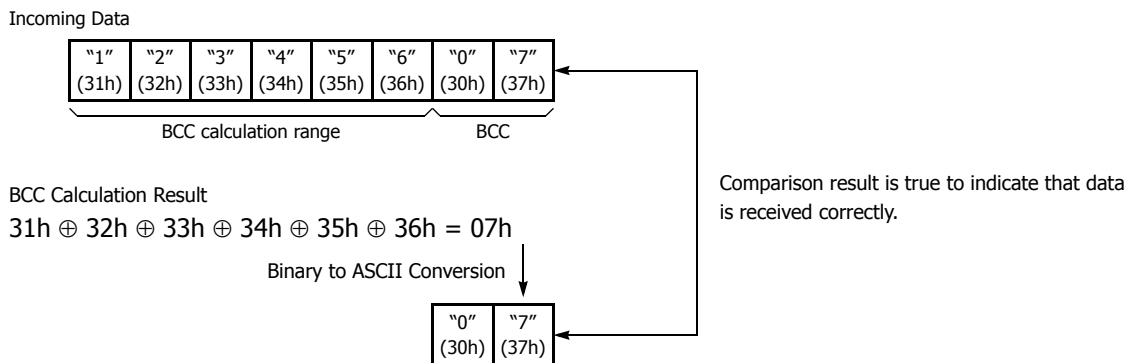 Incoming Data
“1” “2” “3” “4” “5” “6” “0” “7”
(31h) (32h) (33h) (34h) (35h) (36h) (30h) (37h)
BCC calculation range BCC
BCC Calculation Result
31h ⊕ 32h ⊕ 33h ⊕ 34h ⊕ 35h ⊕ 36h = 07h
Comparison result is true to indicate that data
is received correctly.
Binary to ASCII Conversion
“0” “7”
(30h) (37h)